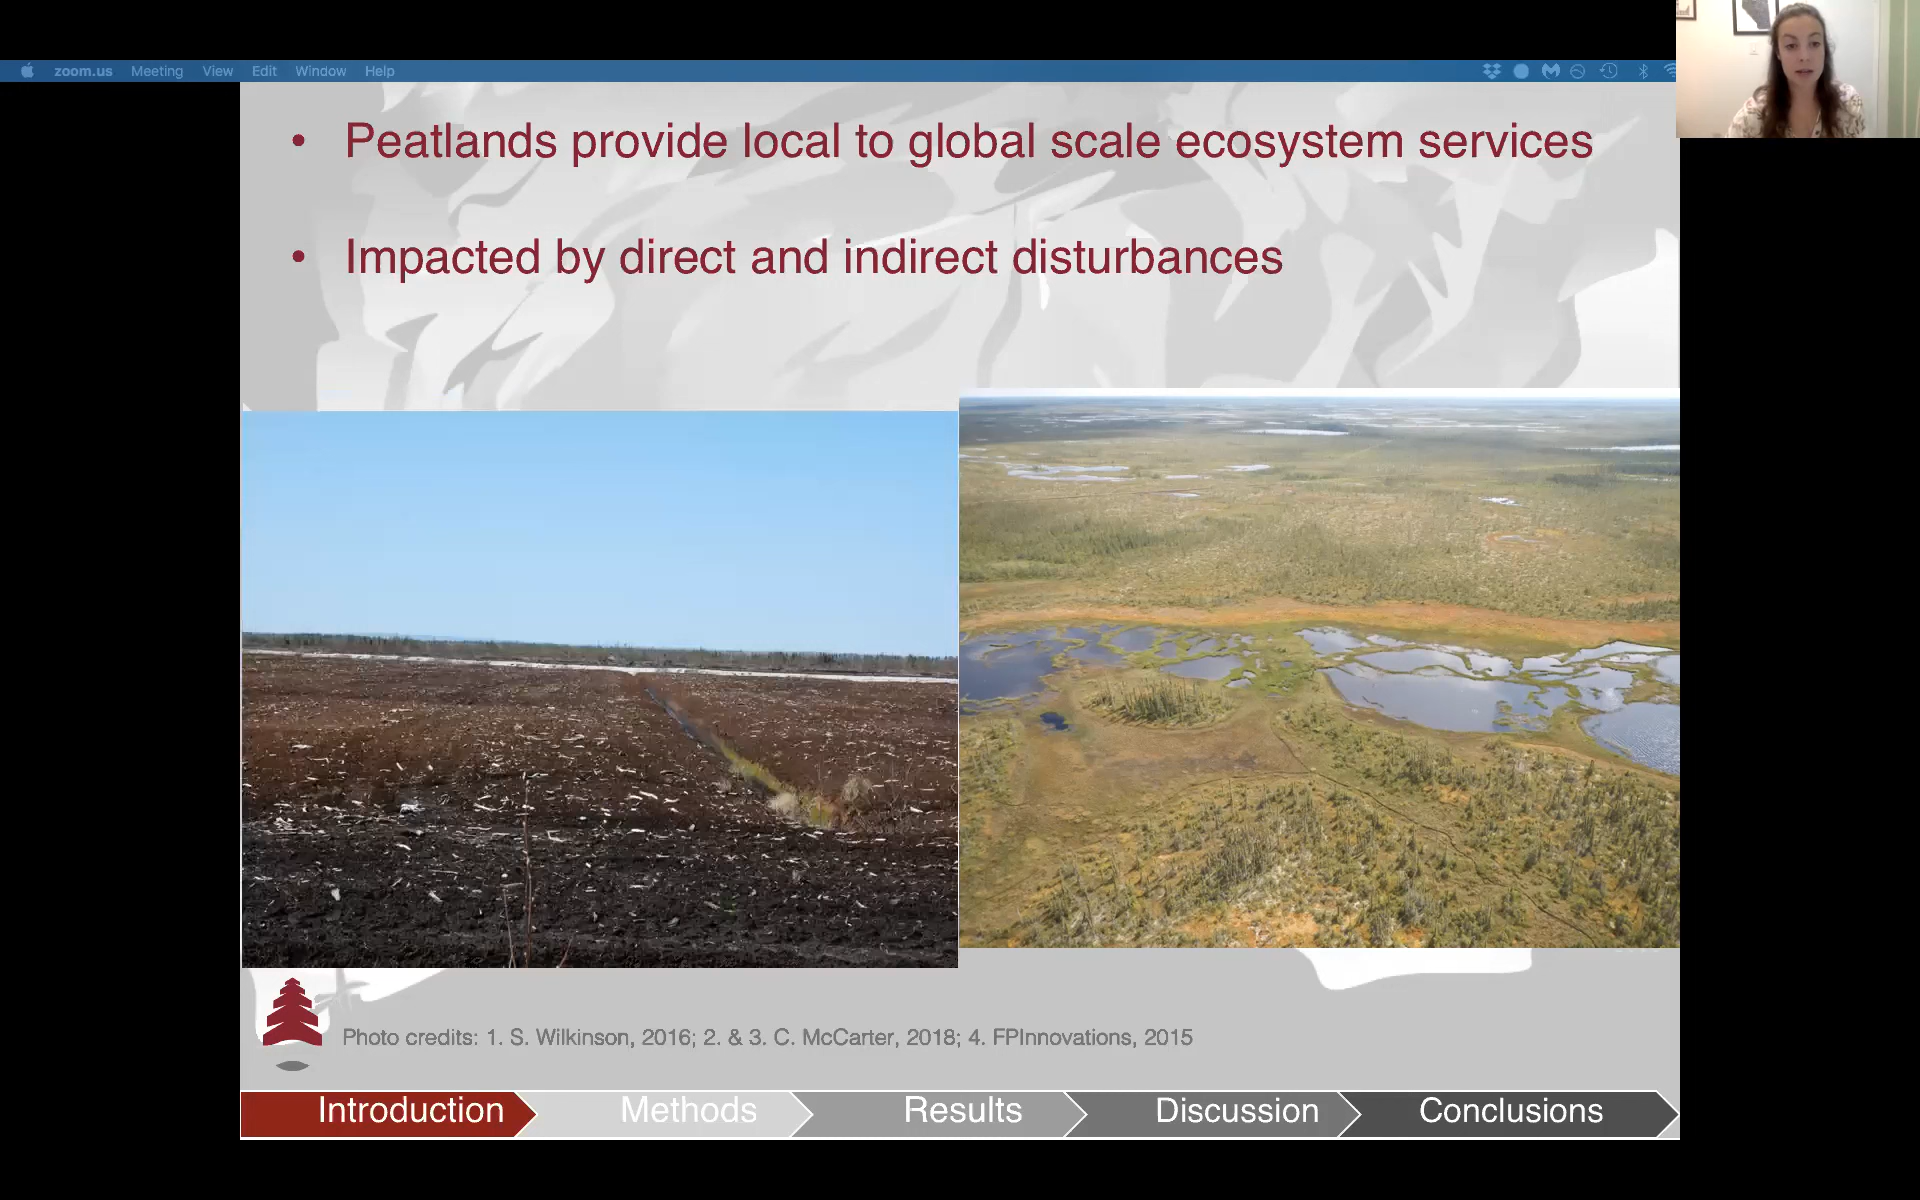 zoom.us Meeting View Edit Window Help
• Peatlands provide local to global scale ecosystem services
• Impacted by direct and indirect disturbances
Photo credits: 1. S. Wilkinson, 2016; 2. & 3. C. McCarter, 2018; 4. FPInnovations, 2015
Introduction Methods Results Discussion Conclusions